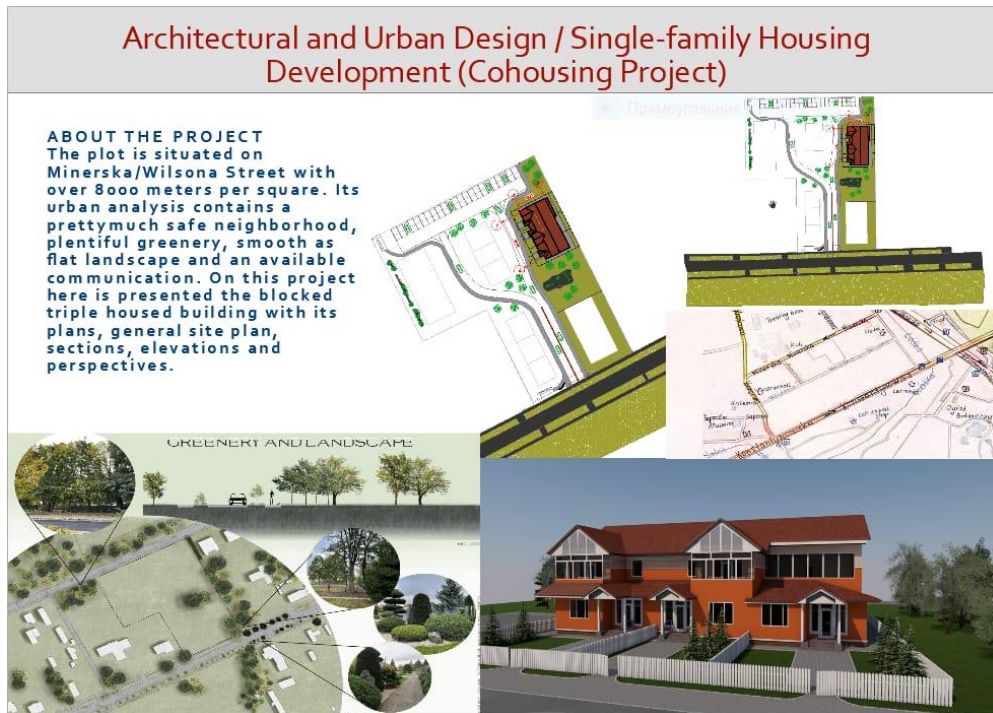 Architectural and Urban Design / Single-family Housing
Development (Cohousing Project)
Прямоугольник
ABOUT THE PROJECT
The plot is situated on
Minerska/Wilsona Street with
over 8000 meters per square. Its
urban analysis contains a
prettymuch safe neighborhood,
plentiful greenery, smooth as
flat landscape and an available
communication. On this project
here is presented the blocked
triple housed building with its
plans, general site plan,
sections, elevations and
perspectives.
GREENERY AND LANDSCAPE